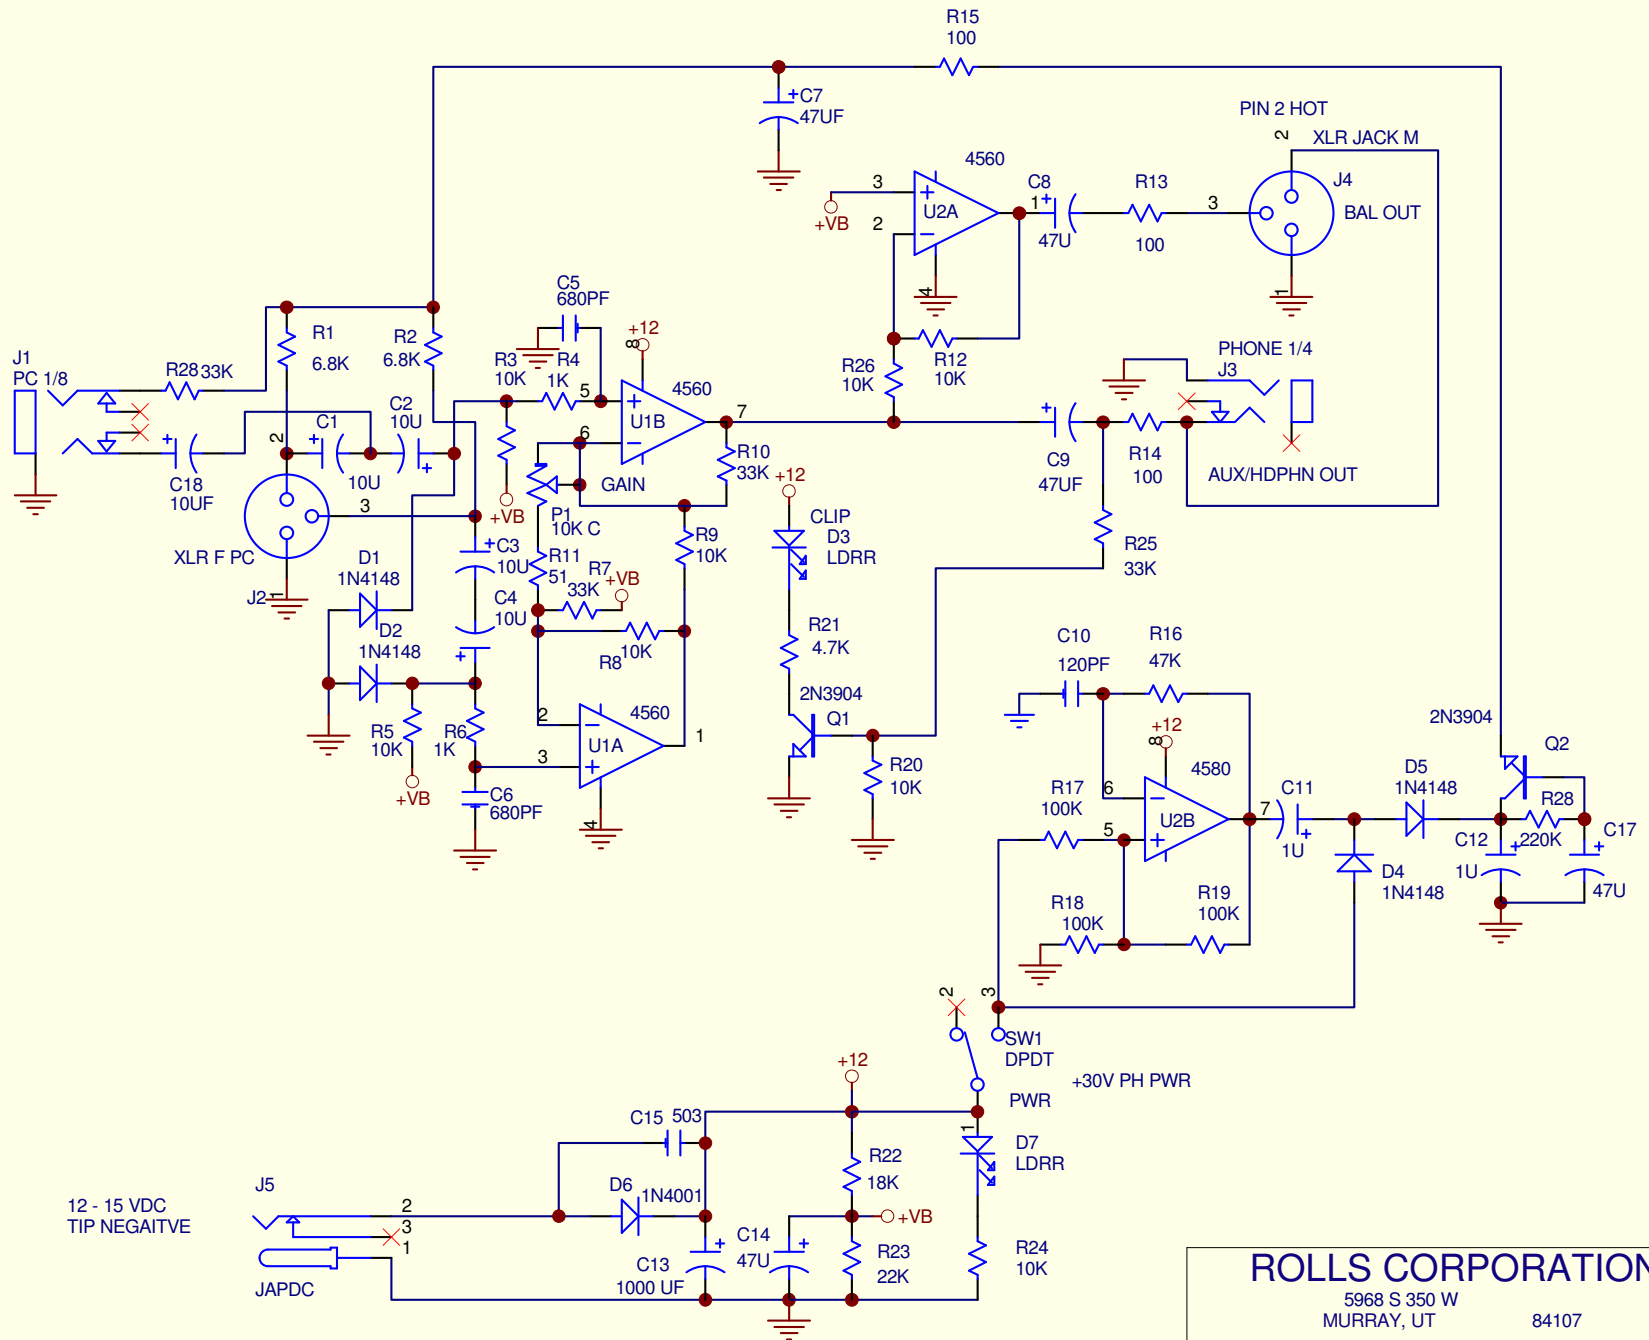 R15
100
+
C7
47UF
PIN 2 HOT
2
XLR JACK M
4560
3
+
U2A
2
−
+VB
4
C8
1
+
47U
R13
100
3
J4
BAL OUT
1
C5
680PF
+12
8
R1
6.8K
R2
6.8K
J1
PC 1/8
R28
33K
R3
10K
R4
1K
5
4560
+
U1B
7
6
−
R26
10K
R12
10K
PHONE 1/4
J3
C1
+
10U
C2
10U
+
2
+
C18
10UF
3
XLR F PC
J2
1
+VB
P1
10K C
GAIN
R10
33K
+
C9
47UF
R14
100
AUX/HDPHN OUT
+12
CLIP
D3
LDRR
R25
33K
D1
1N4148
D2
1N4148
+
C3
10U
C4
10U
+
R11
51
R7
33K
+VB
R9
10K
R8
10K
R21
4.7K
2N3904
Q1
R5
10K
R6
1K
+VB
2
−
4560
U1A
1
3
+
4
C6
680PF
R20
10K
C10
120PF
R16
47K
+12
8
4580
6
−
U2B
7
5
+
R17
100K
R18
100K
R19
100K
C11
+
1U
D5
1N4148
D4
1N4148
2N3904
Q2
R28
220K
C12
1U
+
C17
+
47U
2
3
SW1
DPDT
+30V PH PWR
PWR
+12
C15
503
1
D7
LDRR
R22
18K
12 - 15 VDC
TIP NEGAITVE
J5
2
3
1
JAPDC
D6
1N4001
+VB
C13
1000 UF
+
C14
47U
+
R23
22K
R24
10K
ROLLS CORPORATION
5968 S 350 W
MURRAY, UT 84107